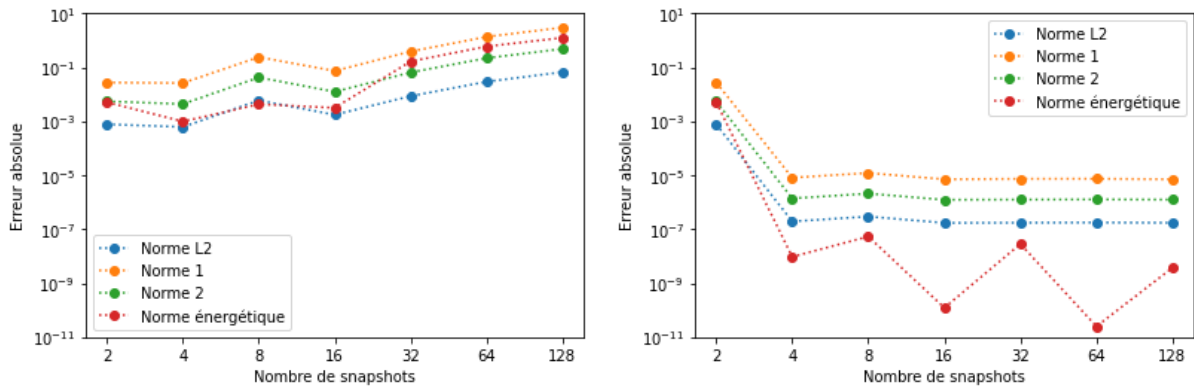 10^1
10^-1
10^-3
10^-5
10^-7
10^-9
10^-11
Erreur absolue
Norme L2
Norme 1
Norme 2
Norme énergétique
2 4 8 16 32 64 128
Nombre de snapshots
10^1
10^-1
10^-3
10^-5
10^-7
10^-9
10^-11
Erreur absolue
Norme L2
Norme 1
Norme 2
Norme énergétique
2 4 8 16 32 64 128
Nombre de snapshots